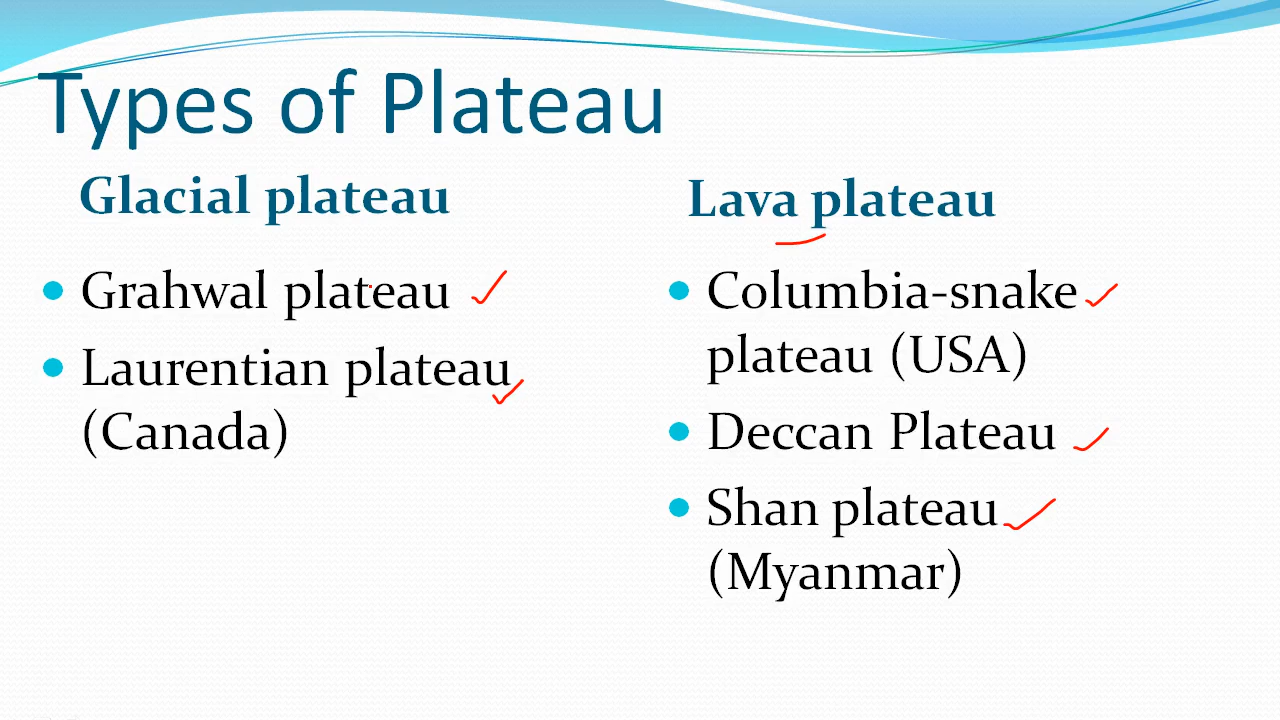 Types of Plateau
Glacial plateau
Grahwal plateau
Laurentian plateau
(Canada)
Lava plateau
Columbia-snake
plateau (USA)
Deccan Plateau
Shan plateau
(Myanmar)